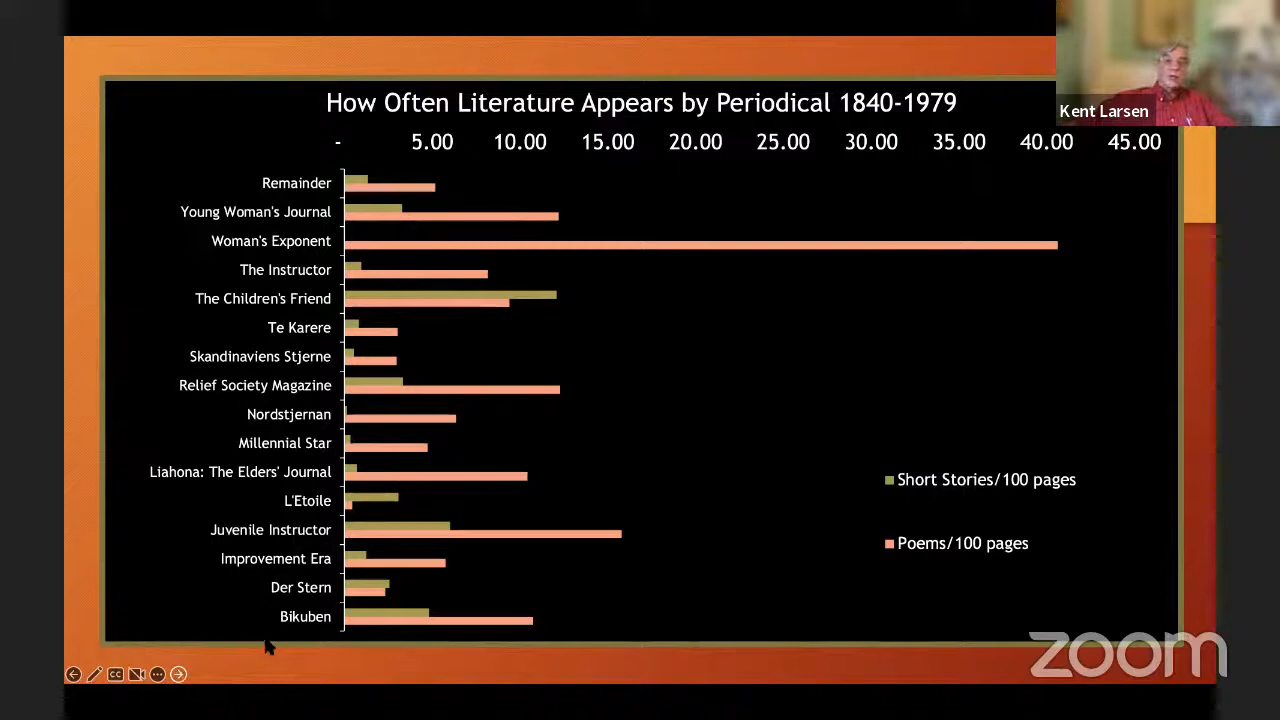 How Often Literature Appears by Periodical 1840-1979
Kent Larsen
- 5.00 10.00 15.00 20.00 25.00 30.00 35.00 40.00 45.00
Remainder
Young Woman's Journal
Woman's Exponent
The Instructor
The Children's Friend
Te Karere
Skandinaviens Stjerne
Relief Society Magazine
Nordstjernan
Millennial Star
Liahona: The Elders' Journal
L'Etoile
Juvenile Instructor
Improvement Era
Der Stern
Bikuben
Short Stories/100 pages
Poems/100 pages
CC
zoom